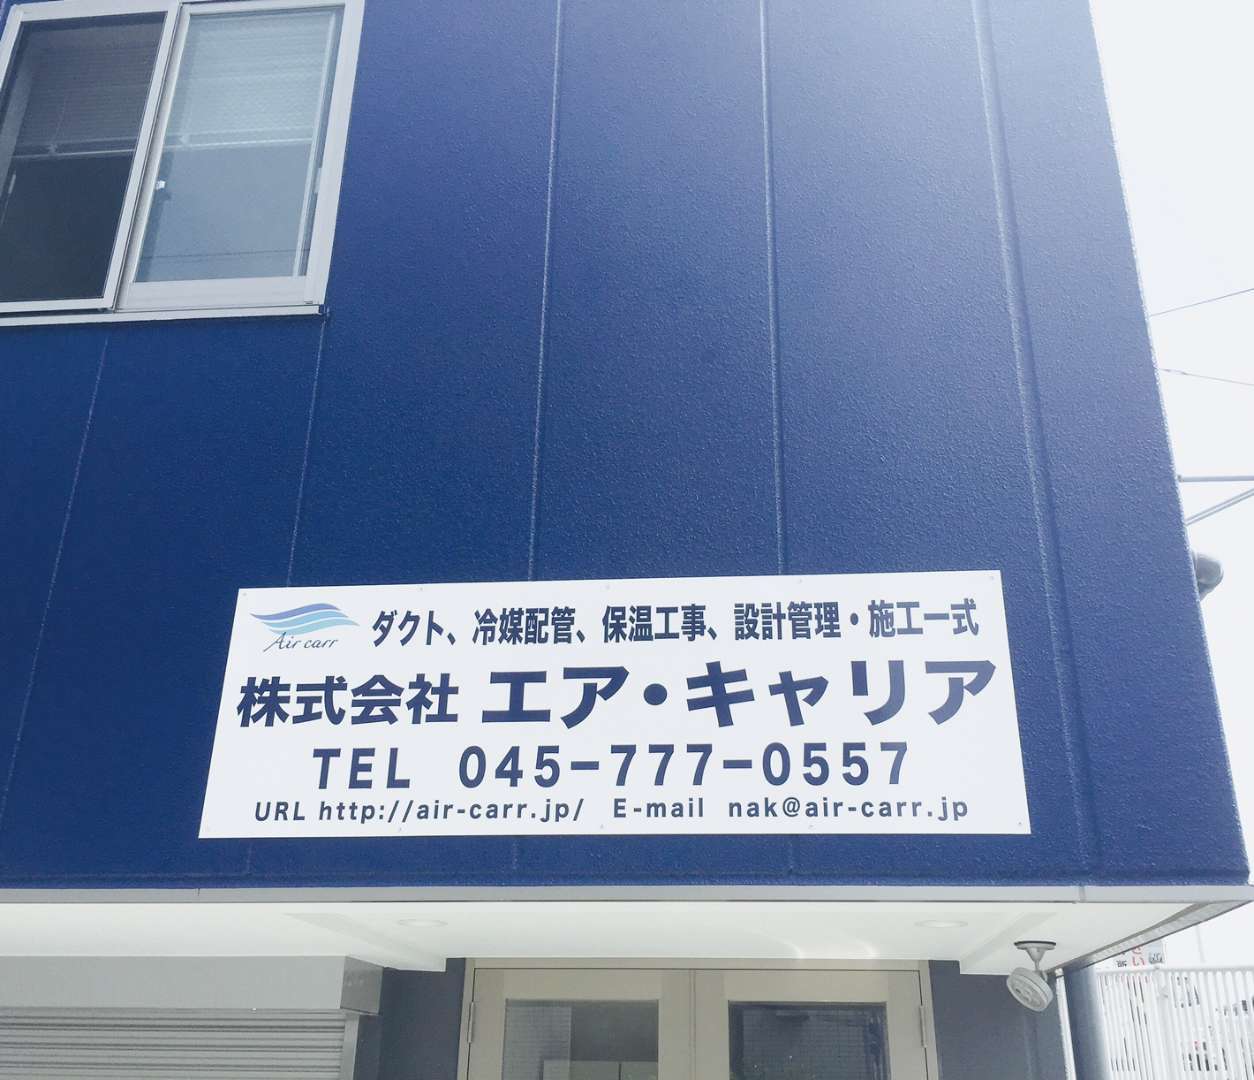 Air carr
ダクト、冷媒配管、保温工事、設計管理・施工一式
株式会社 エア・キャリア
TEL 045-777-0557
URL http://air-carr.jp/ E-mail nak@air-carr.jp